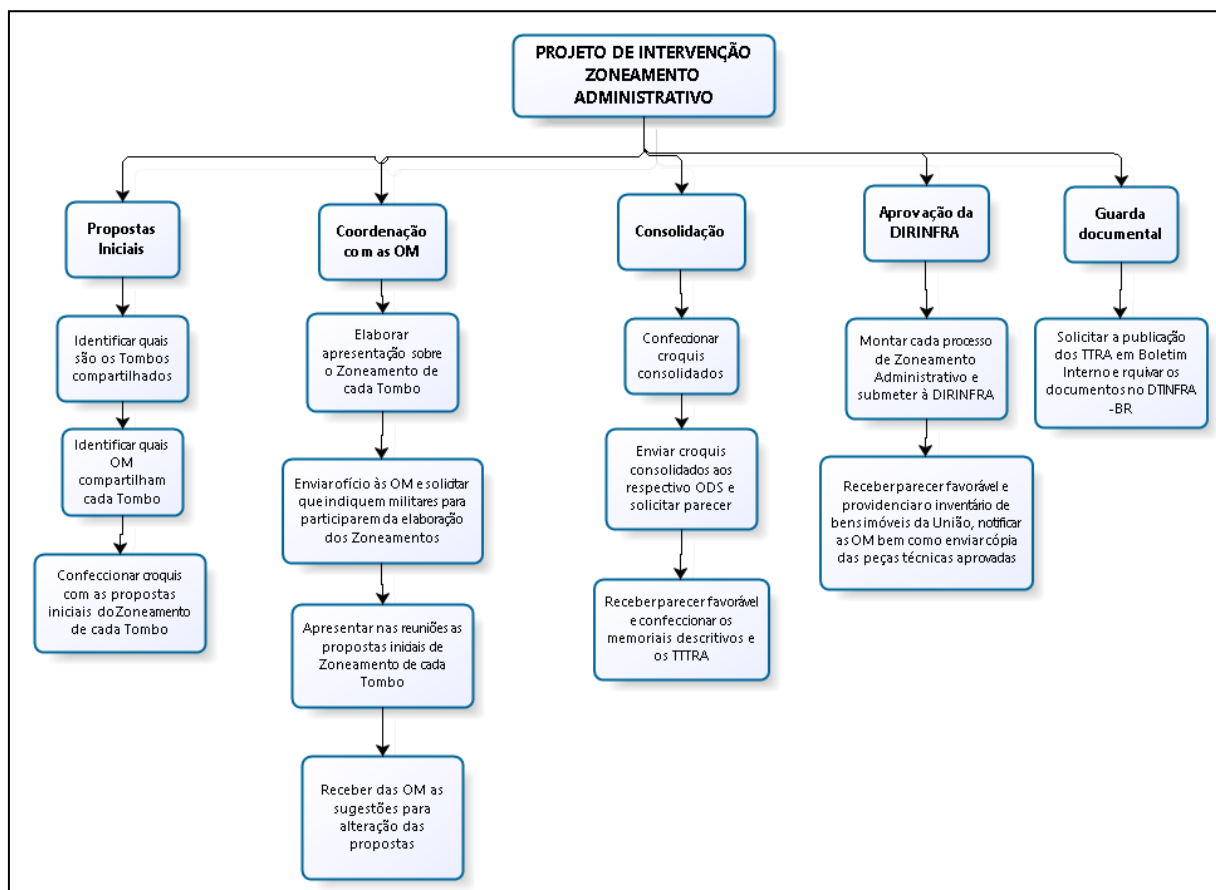 PROJETO DE INTERVENÇÃO
ZONEAMENTO
ADMINISTRATIVO
Propostas
Iniciais
Identificar quais
são os Tombos
compartilhados
Identificar quais
OM
compartilham
cada Tombo
Confeccionar croquis
com as propostas
iniciais do Zoneamento
de cada Tombo
Coordenação
com as OM
Elaborar
apresentação sobre
o Zoneamento de
cada Tombo
Enviar ofício às OM e solicitar
que indiquem militares para
participarem da elaboração
dos Zoneamentos
Apresentar nas reuniões as
propostas iniciais de
Zoneamento de cada
Tombo
Receber das OM as
sugestões para
alteração das
propostas
Consolidação
Confeccionar
croquis
consolidados
Enviar croquis
consolidados aos
respectivo ODS e
solicitar parecer
Receber parecer favorável
e confeccionar os
memoriais descritivos e
os TTTRA
Aprovação da
DIRINFRA
Montar cada processo
de Zoneamento
Administrativo e
submeter à DIRINFRA
Receber parecer favorável e
providenciar o inventário de
bens imóveis da União, notificar
as OM bem como enviar cópia
das peças técnicas aprovadas
Guarda
documental
Solicitar a publicação
dos TTRA em Boletim
Interno e rquivar os
documentos no DTINFRA
-BR